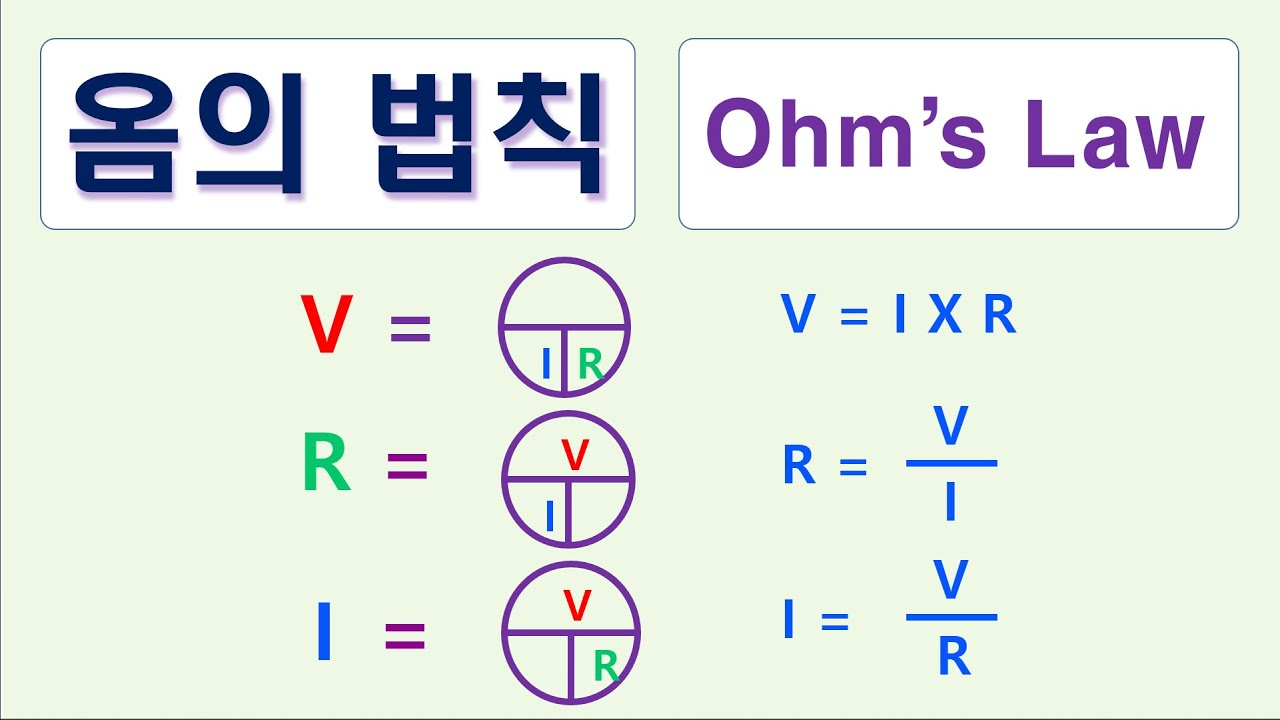 옴의 법칙
Ohm's Law
V =
I R
V = I X R
R =
V
I
R =
V
I
I =
V
R
I =
V
R